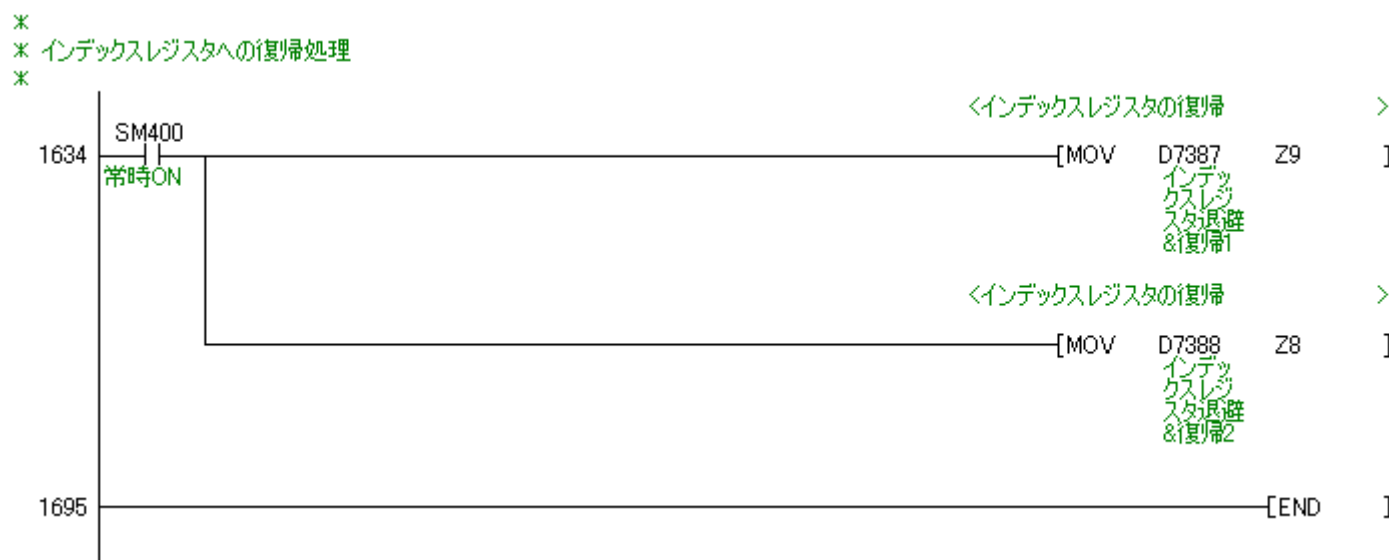 *
* インデックスレジスタへの復帰処理
*
<インデックスレジスタの復帰 >
SM400
1634 [MOV D7387 Z9 ]
常時ON
インデッ
クスレジ
スタ退避
&復帰1
<インデックスレジスタの復帰 >
[MOV D7388 Z8 ]
インデッ
クスレジ
スタ退避
&復帰2
1695 [END ]